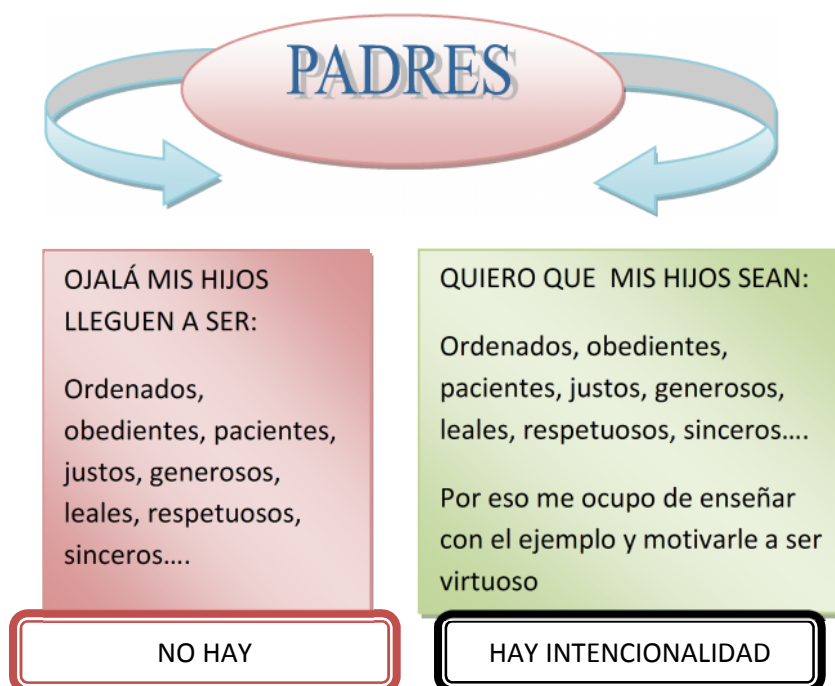 PADRES
OJALÁ MIS HIJOS
LLEGUEN A SER:
Ordenados,
obedientes, pacientes,
justos, generosos,
leales, respetuosos,
sinceros....
NO HAY
QUIERO QUE MIS HIJOS SEAN:
Ordenados, obedientes,
pacientes, justos, generosos,
leales, respetuosos, sinceros....
Por eso me ocupo de enseñar
con el ejemplo y motivarle a ser
virtuoso
HAY INTENCIONALIDAD